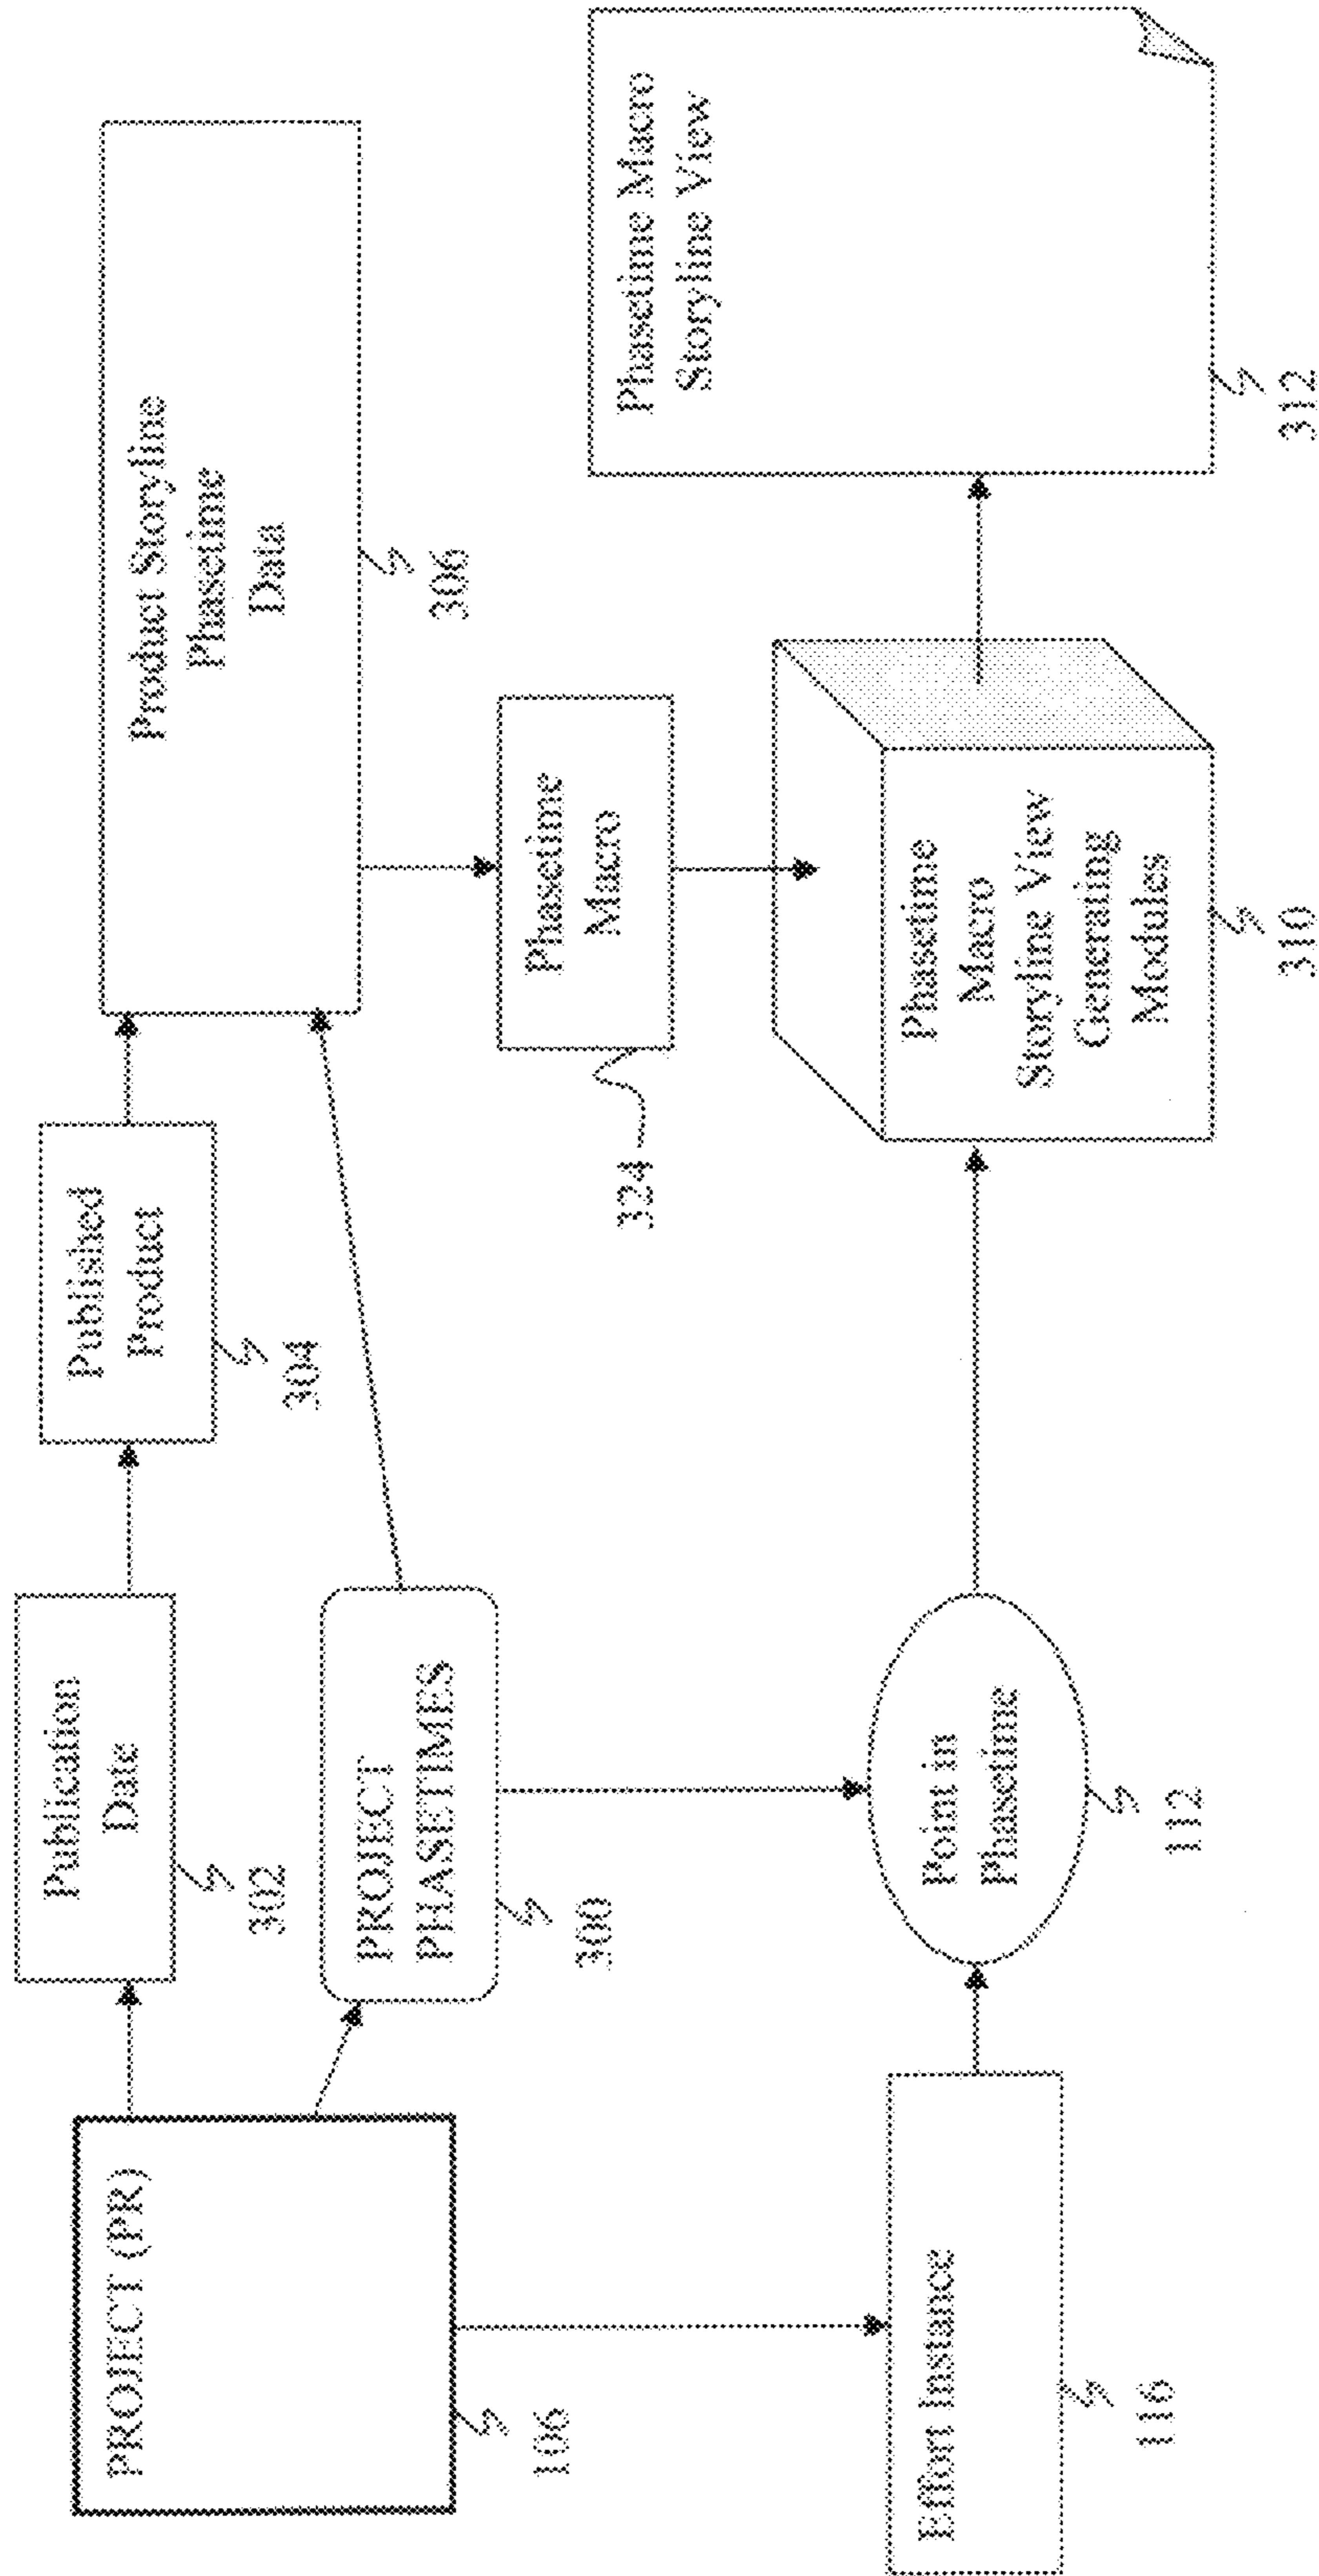 PROJECT (PR)
106
Publication
Date
302
Published
Product
304
Product Storyline
Phasetime
Data
306
PROJECT
PHASETIMES
300
Phasetime
Macro
324
Effort Instance
116
Point in
Phasetime
112
Phasetime
Macro
Storyline View
Generating
Modules
310
Phasetime Macro
Storyline View
312